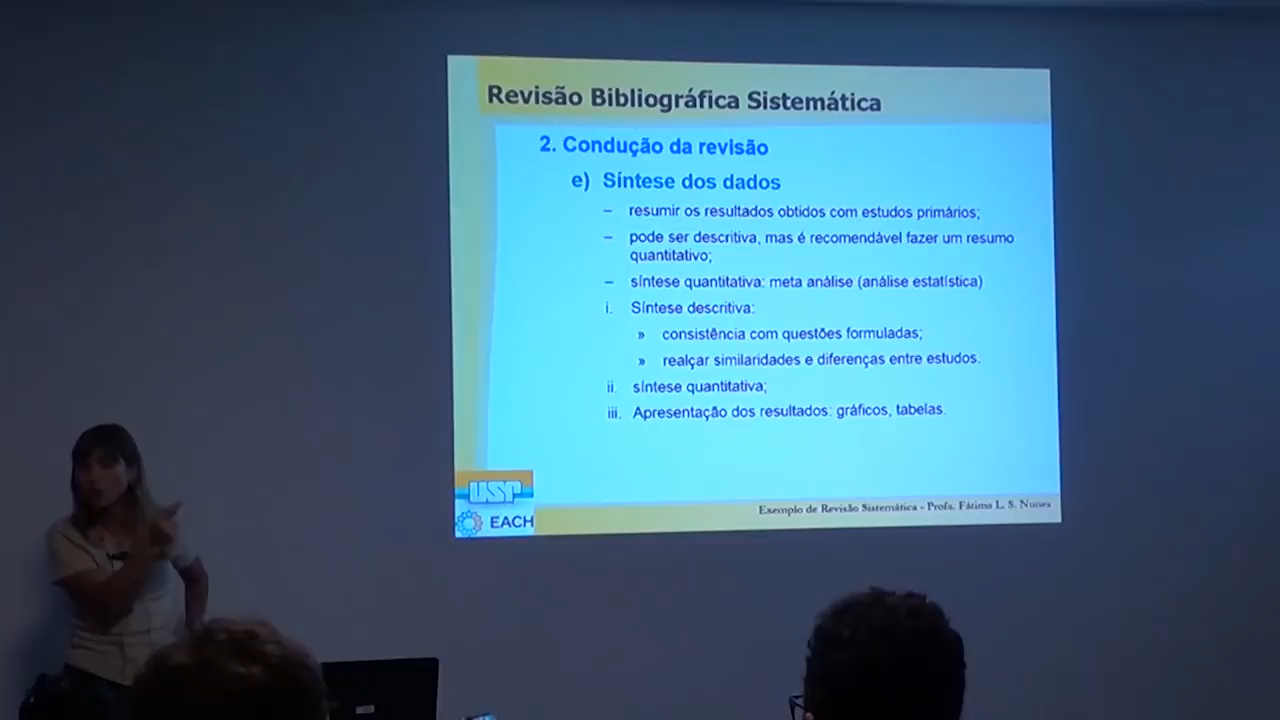 Revisão Bibliográfica Sistemática
2. Condução da revisão
e) Síntese dos dados
– resumir os resultados obtidos com estudos primários;
– pode ser descritiva, mas é recomendável fazer um resumo
quantitativo;
– síntese quantitativa: meta análise (análise estatística)
i. Síntese descritiva:
» consistência com questões formuladas;
» realçar similaridades e diferenças entre estudos.
ii. síntese quantitativa;
iii. Apresentação dos resultados: gráficos, tabelas.
USP
EACH
Exemplo de Revisão Sistemática - Profa. Fátima L. S. Nunes